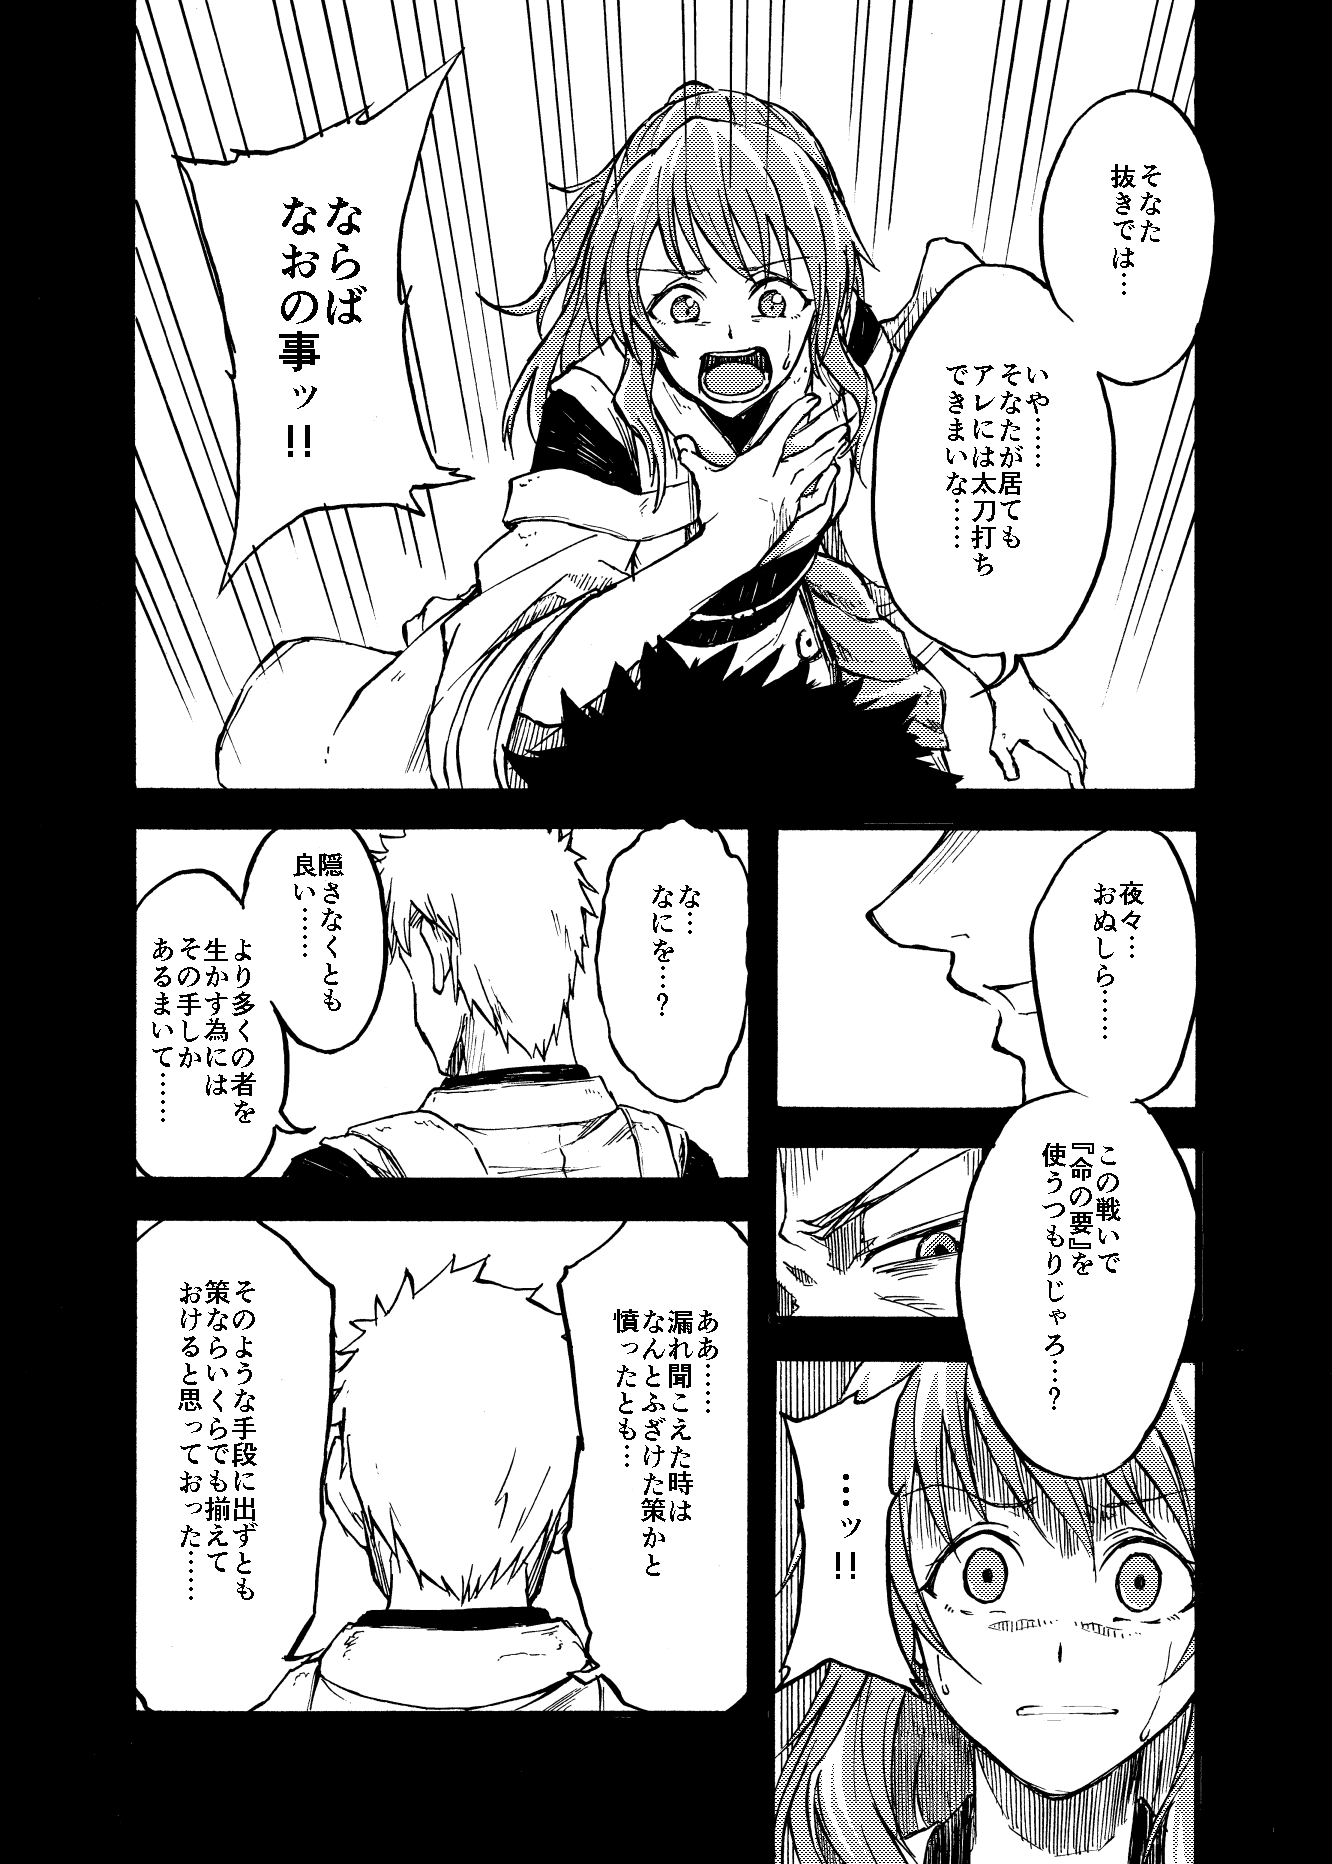 そなた
抜きでは…
いや……
そなたが居ても
アレには太刀打ち
できまいな……
ならば
なおの事ッ!!
夜々…
おぬしら……
この戦いで
『命の要』を
使うつもりじゃろ…?
…ッ!!
な…
なにを…?
隠さなくとも
良い……
より多くの者を
生かす為には
その手しか
あるまいて……
ああ……
漏れ聞こえた時は
なんとふざけた策かと
憤ったとも…
そのような手段に出ずとも
策ならいくらでも揃えて
おけると思っておった……